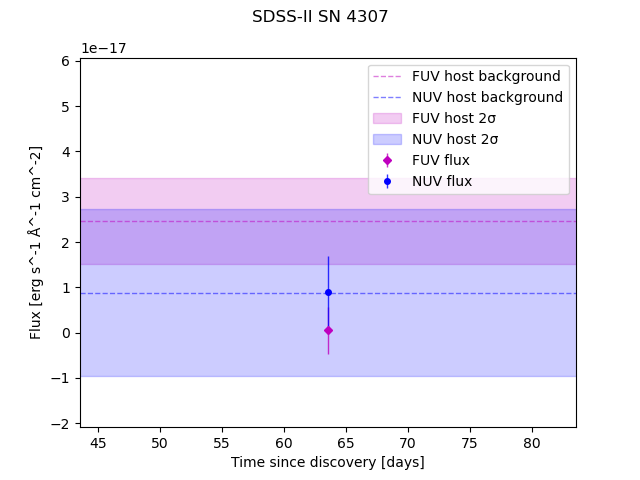 SDSS-II SN 4307
1e−17
6
5
4
3
2
1
0
−1
−2
Flux [erg s^-1 Å^-1 cm^-2]
FUV host background
NUV host background
FUV host 2σ
NUV host 2σ
FUV flux
NUV flux
45 50 55 60 65 70 75 80
Time since discovery [days]